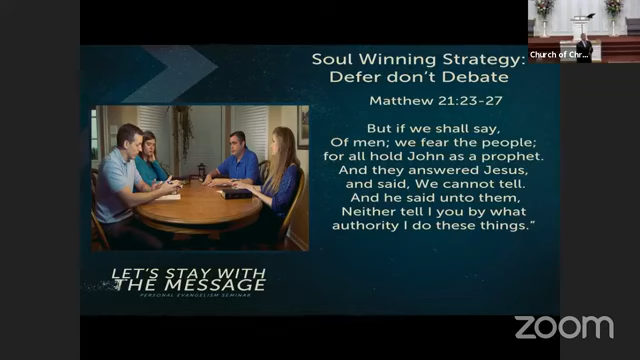 Soul Winning Strategy:
Defer don't Debate
Matthew 21:23-27
But if we shall say,
Of men; we fear the people;
for all hold John as a prophet.
And they answered Jesus,
and said, We cannot tell.
And he said unto them,
Neither tell I you by what
authority I do these things.”
LET'S STAY WITH
THE MESSAGE
PERSONAL EVANGELISM SEMINAR
Church of Chr...
zoom